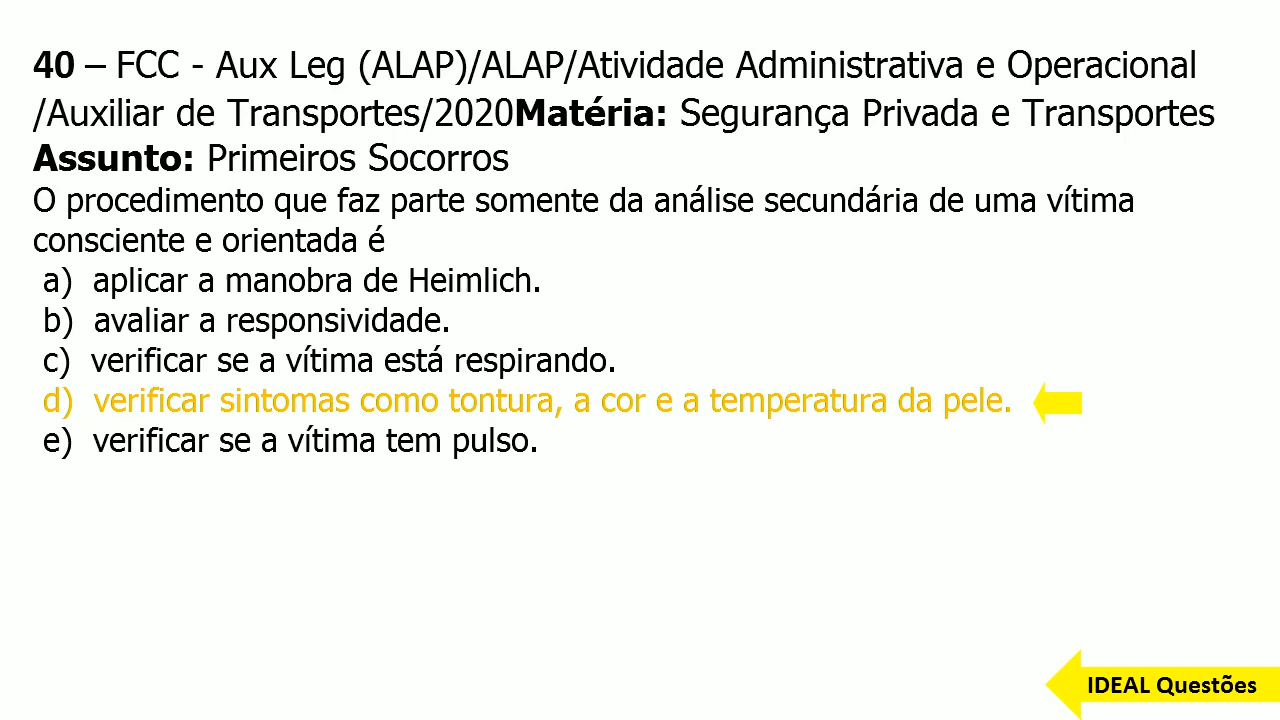 40 – FCC - Aux Leg (ALAP)/ALAP/Atividade Administrativa e Operacional
/Auxiliar de Transportes/2020Matéria: Segurança Privada e Transportes
Assunto: Primeiros Socorros
O procedimento que faz parte somente da análise secundária de uma vítima
consciente e orientada é
a) aplicar a manobra de Heimlich.
b) avaliar a responsividade.
c) verificar se a vítima está respirando.
d) verificar sintomas como tontura, a cor e a temperatura da pele.
e) verificar se a vítima tem pulso.
IDEAL Questões